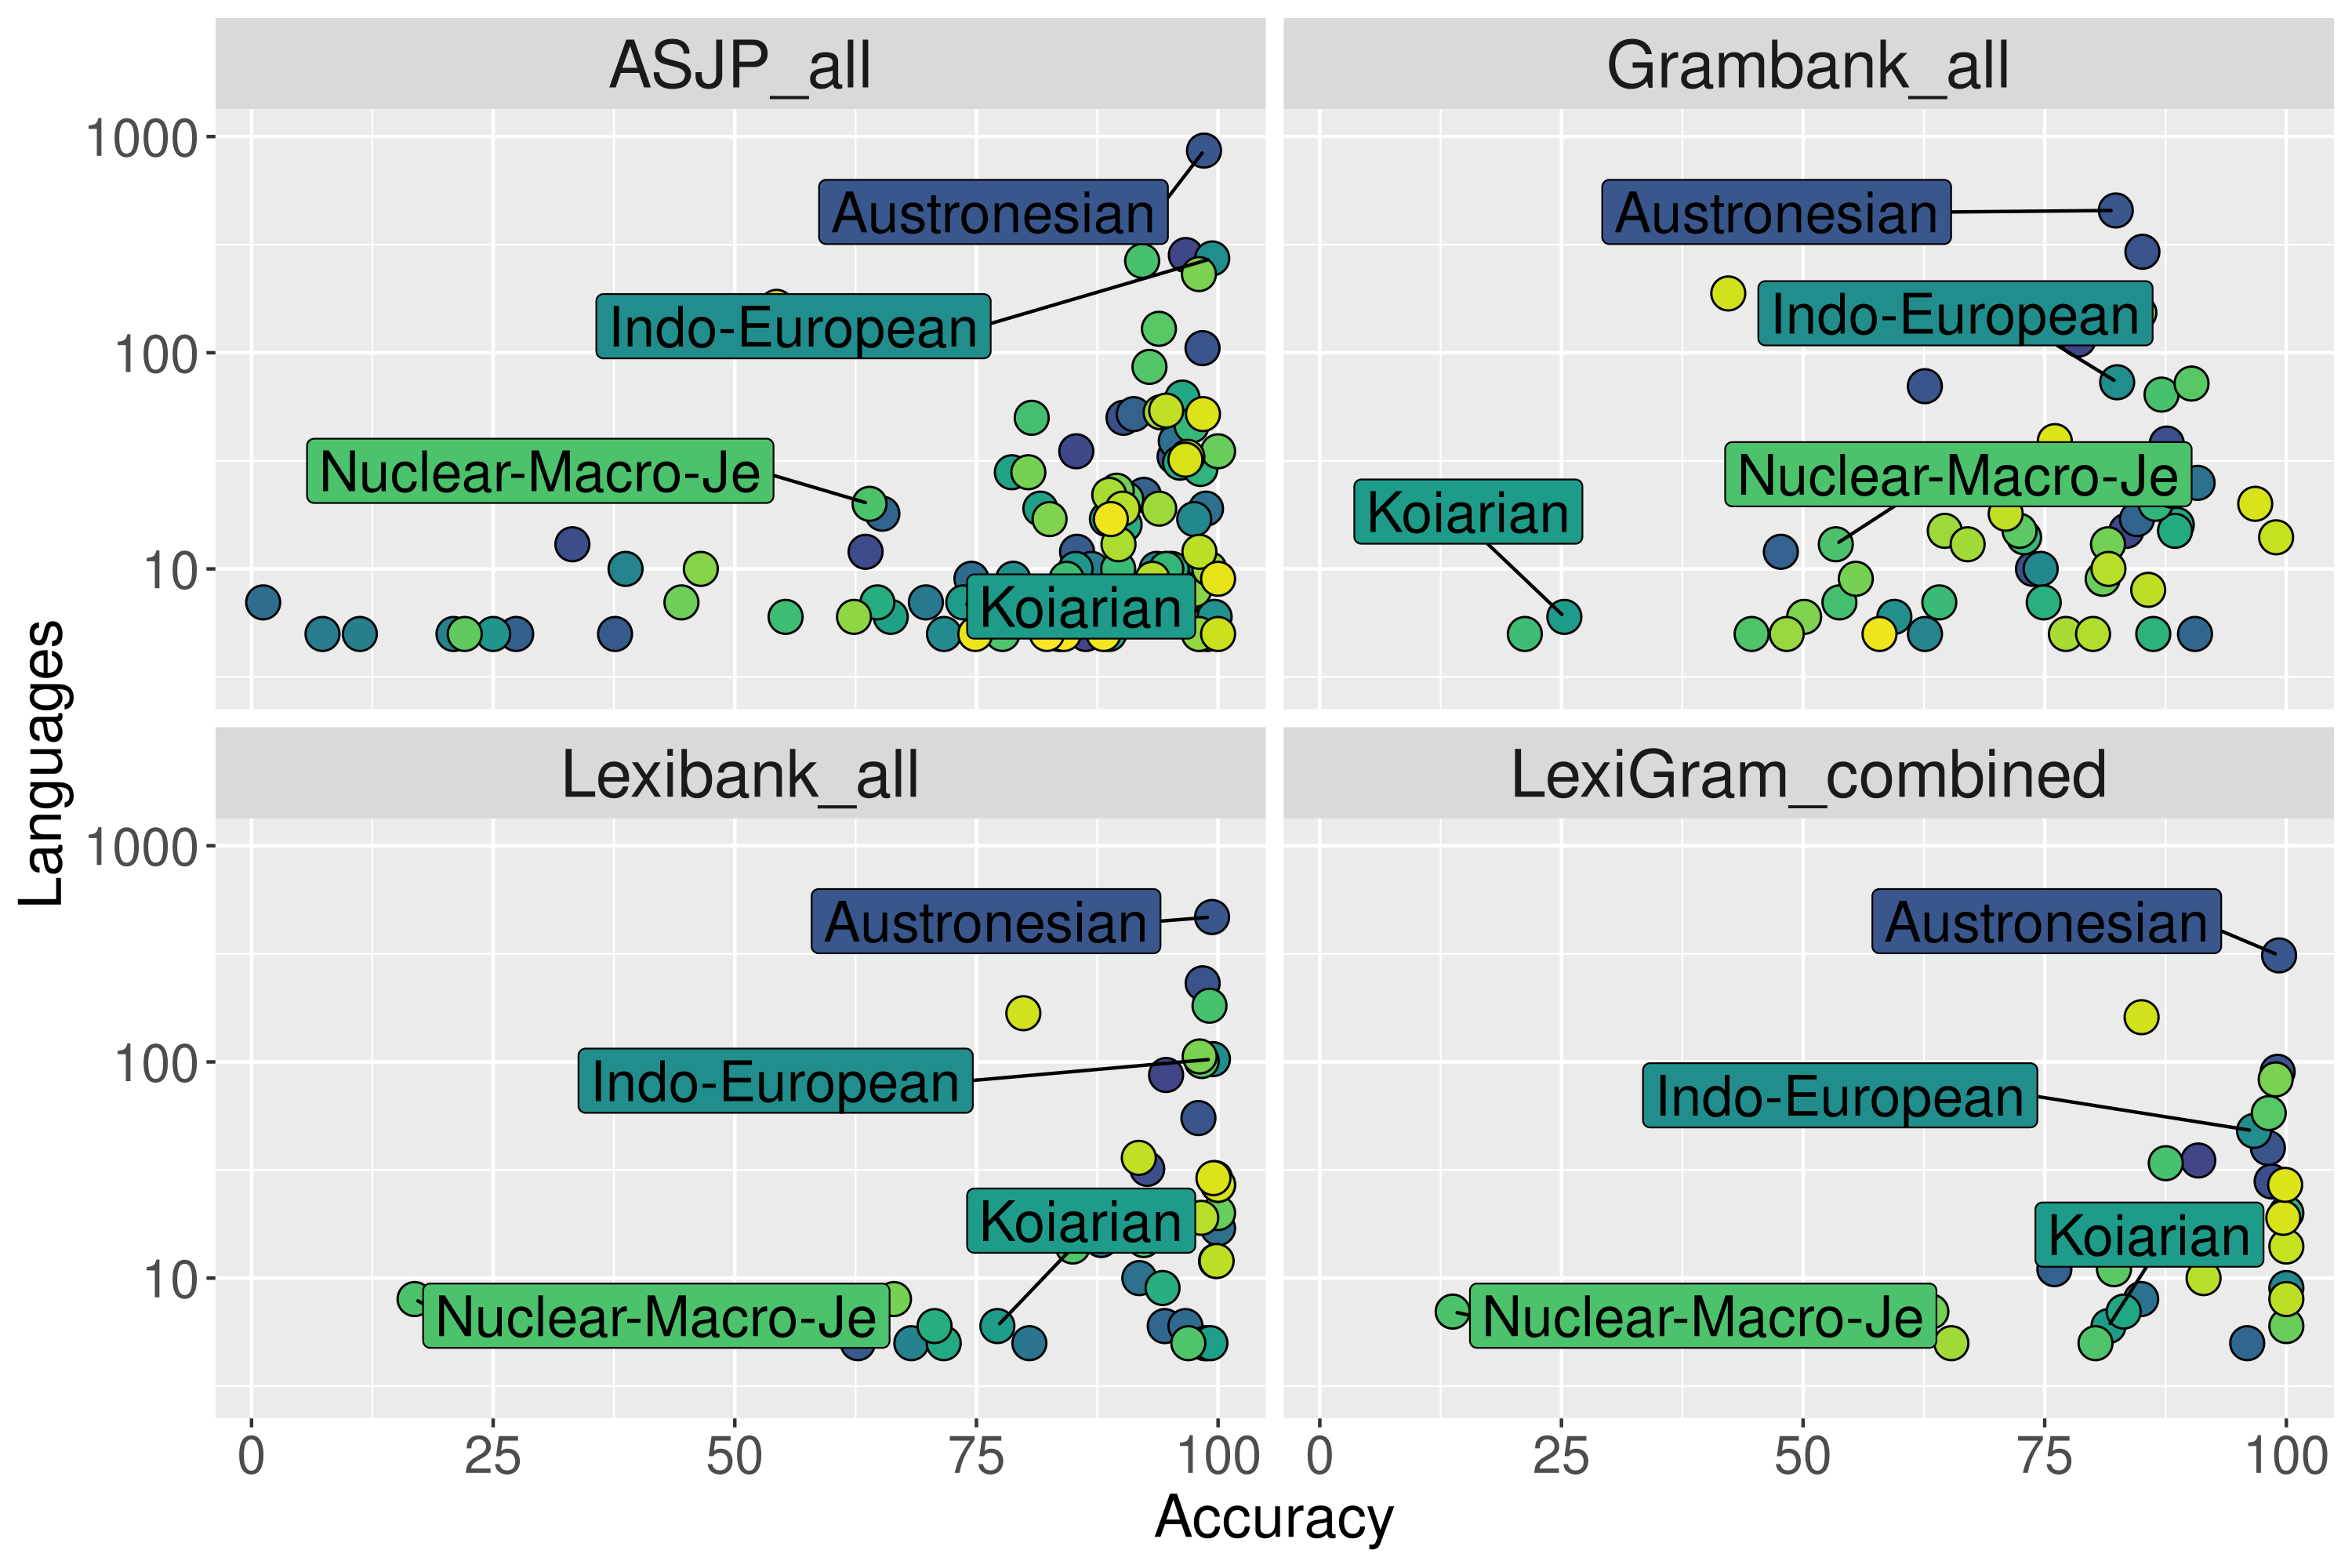 ASJP_all
Grambank_all
1000
100
10
Austronesian
Indo-European
Nuclear-Macro-Je
Koiarian
Austronesian
Indo-European
Nuclear-Macro-Je
Koiarian
Languages
Lexibank_all
LexiGram_combined
1000
100
10
Austronesian
Indo-European
Koiarian
Nuclear-Macro-Je
Austronesian
Indo-European
Koiarian
Nuclear-Macro-Je
0 25 50 75 100
0 25 50 75 100
Accuracy